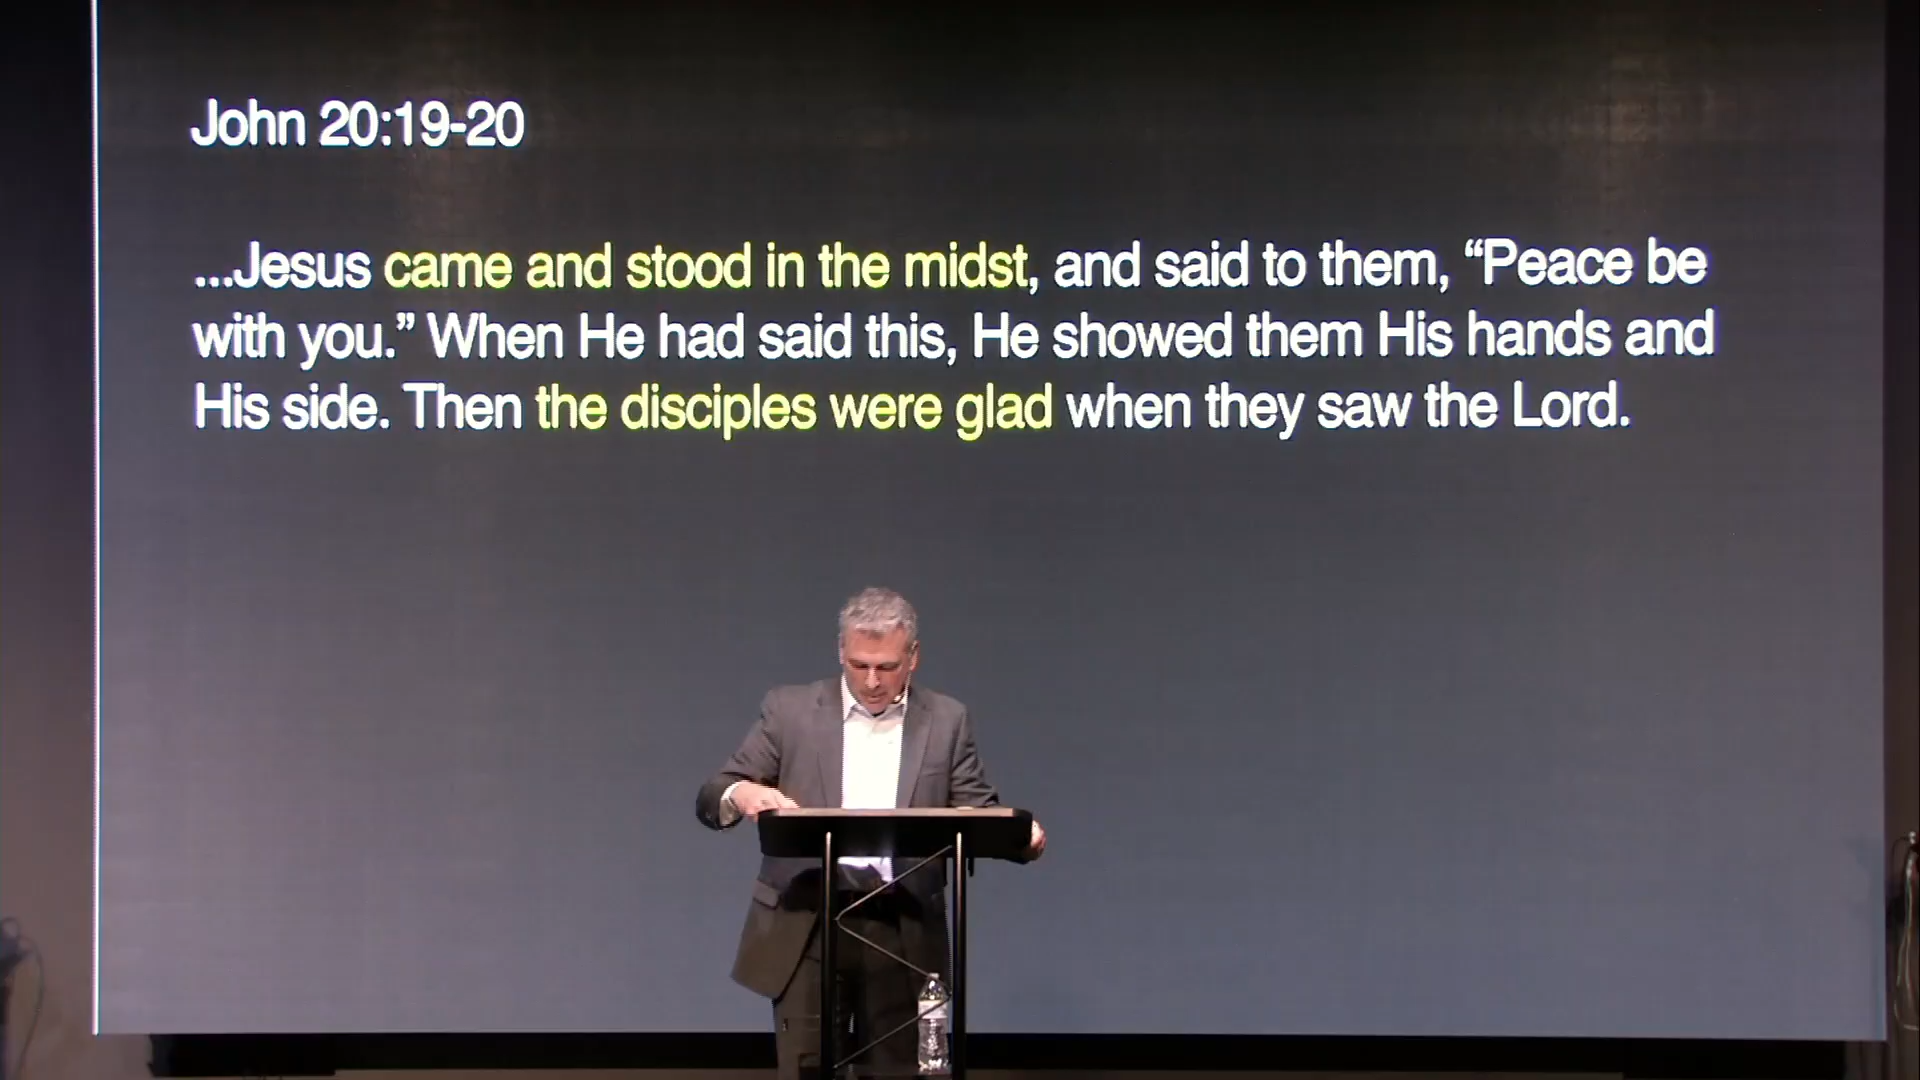 John 20:19-20
...Jesus came and stood in the midst, and said to them, “Peace be
with you.” When He had said this, He showed them His hands and
His side. Then the disciples were glad when they saw the Lord.